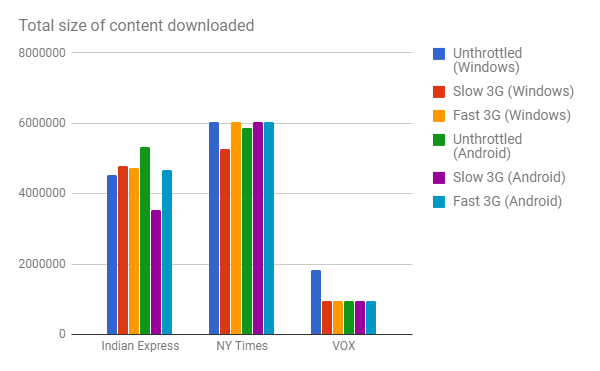 Total size of content downloaded
8000000
6000000
4000000
2000000
0
Indian Express
NY Times
VOX
Unthrottled
(Windows)
Slow 3G (Windows)
Fast 3G (Windows)
Unthrottled
(Android)
Slow 3G (Android)
Fast 3G (Android)